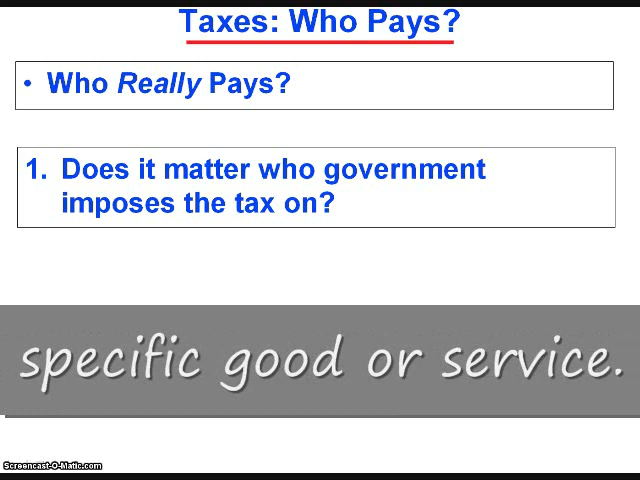 Taxes: Who Pays?
• Who Really Pays?
1. Does it matter who government
imposes the tax on?
specific good or service.
Screencast-O-Matic.com